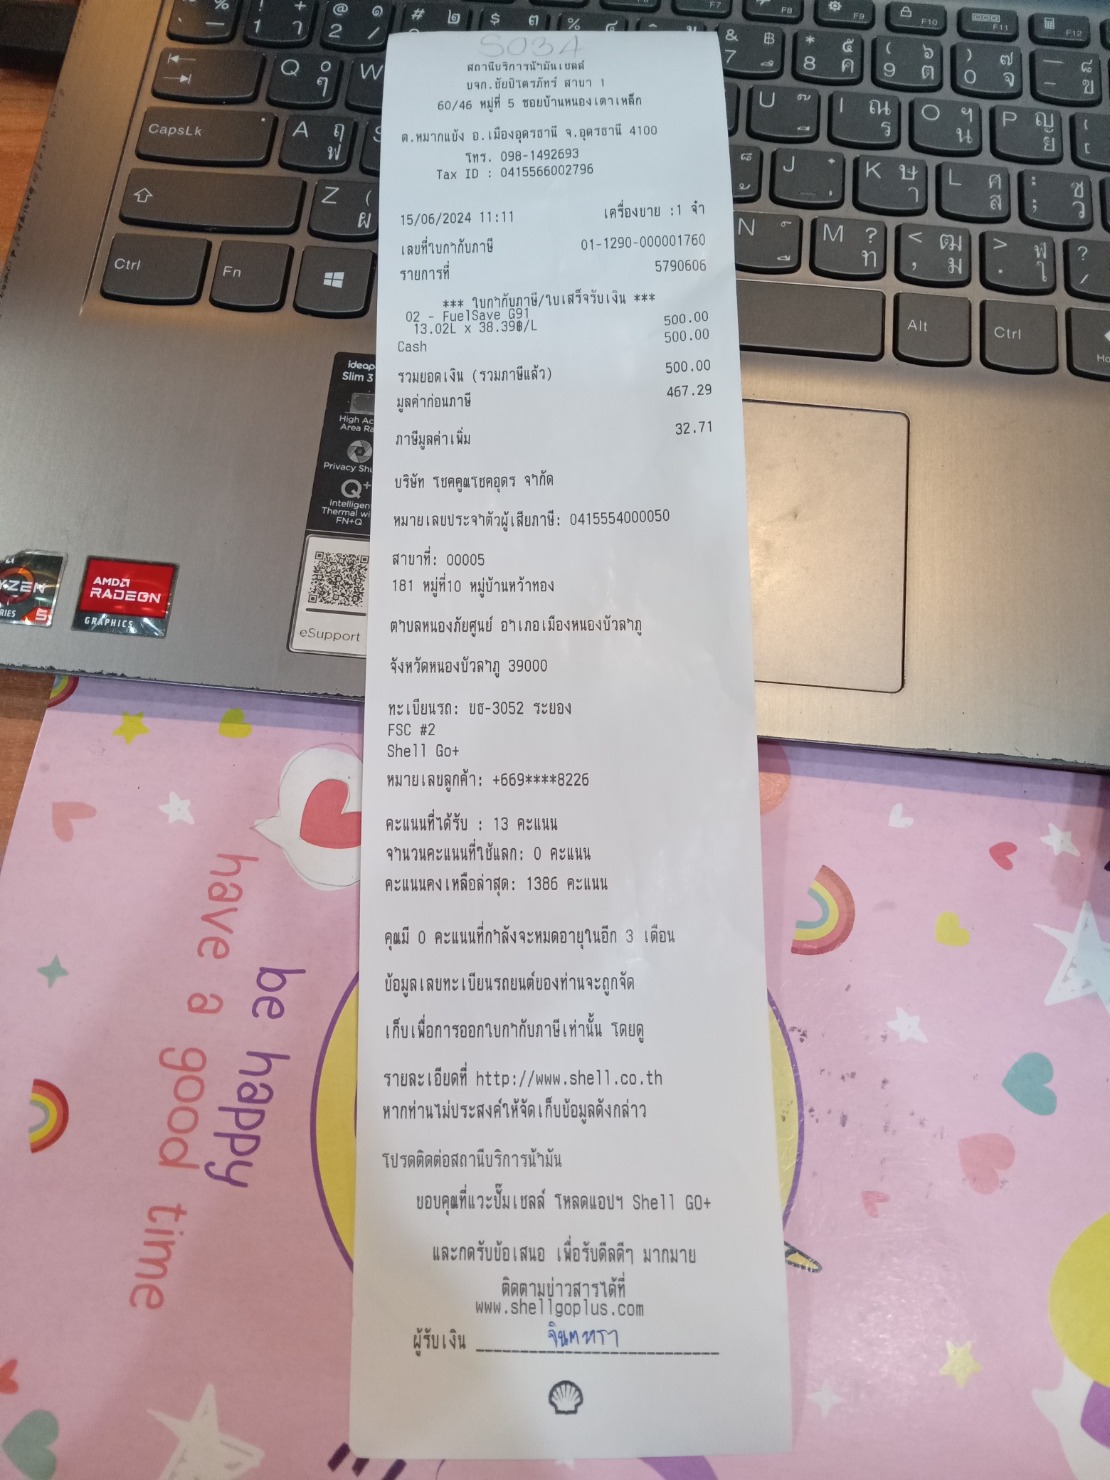 S03A
สถานีบริการน้ำมันเชลล์
บจก.ชัยบิาตรภัทร์ สาขา 1
60/46 หมู่ที่ 5 ซอยบ้านหนองเตาเหล็ก
ต.หมากแข้ง อ.เมืองอุดรธานี จ.อุดรธานี 4100
โทร. 098-1492693
Tax ID : 0415566002796
15/06/2024 11:11 เครื่องขาย :1 จ๋า
เลขที่ใบกำกับภาษี 01-1290-000001760
รายการที่ 5790606
*** ใบกำกับภาษี/ใบเสร็จรับเงิน ***
02 - FuelSave G91
13.02L x 38.39฿/L 500.00
Cash 500.00
รวมยอดเงิน (รวมภาษีแล้ว) 500.00
มูลค่าก่อนภาษี 467.29
ภาษีมูลค่าเพิ่ม 32.71
บริษัท โชคคูณโชคอุดร จำกัด
หมายเลขประจำตัวผู้เสียภาษี: 0415554000050
สาขาที่: 00005
181 หมู่ที่10 หมู่บ้านหว้าทอง
ตำบลหนองภัยศูนย์ อำเภอเมืองหนองบัวลำภู
จังหวัดหนองบัวลำภู 39000
ทะเบียนรถ: ขธ-3052 ระยอง
FSC #2
Shell Go+
หมายเลขลูกค้า: +669****8226
คะแนนที่ได้รับ : 13 คะแนน
จำนวนคะแนนที่ใช้แลก: 0 คะแนน
คะแนนคงเหลือล่าสุด: 1386 คะแนน
คุณมี 0 คะแนนที่กำลังจะหมดอายุในอีก 3 เดือน
ข้อมูลเลขทะเบียนรถยนต์ของท่านจะถูกจัด
เก็บเพื่อการออกใบกำกับภาษีเท่านั้น โดยดู
รายละเอียดที่ http://www.shell.co.th
หากท่านไม่ประสงค์ให้จัดเก็บข้อมูลดังกล่าว
โปรดติดต่อสถานีบริการน้ำมัน
ขอบคุณที่แวะปั๊มเชลล์ โหลดแอปฯ Shell GO+
และกดรับข้อเสนอ เพื่อรับดีลดีๆ มากมาย
ติดตามข่าวสารได้ที่
www.shellgoplus.com
ผู้รับเงิน จินตหรา
CapsLk
Ctrl
Fn
Alt
Ctrl
Slim 3
Privacy Shu
Q+
FN+Q
eSupport
AMD
RADEON
GRAPHICS
be happy
have a good time